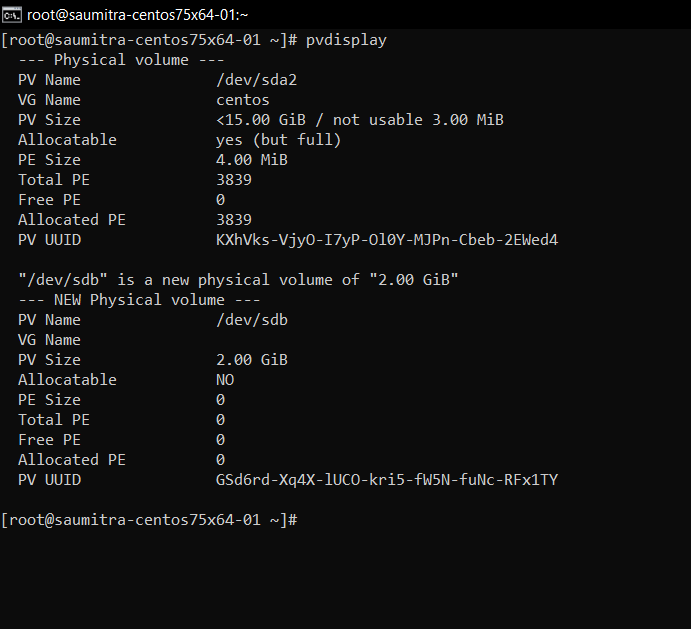 root@saumitra-centos75x64-01:~
[root@saumitra-centos75x64-01 ~]# pvdisplay
--- Physical volume ---
PV Name /dev/sda2
VG Name centos
PV Size <15.00 GiB / not usable 3.00 MiB
Allocatable yes (but full)
PE Size 4.00 MiB
Total PE 3839
Free PE 0
Allocated PE 3839
PV UUID KXhVks-VjyO-I7yP-Ol0Y-MJPn-Cbeb-2EWed4
"/dev/sdb" is a new physical volume of "2.00 GiB"
--- NEW Physical volume ---
PV Name /dev/sdb
VG Name
PV Size 2.00 GiB
Allocatable NO
PE Size 0
Total PE 0
Free PE 0
Allocated PE 0
PV UUID GSd6rd-Xq4X-lUCO-kri5-fW5N-fuNc-RFx1TY
[root@saumitra-centos75x64-01 ~]#